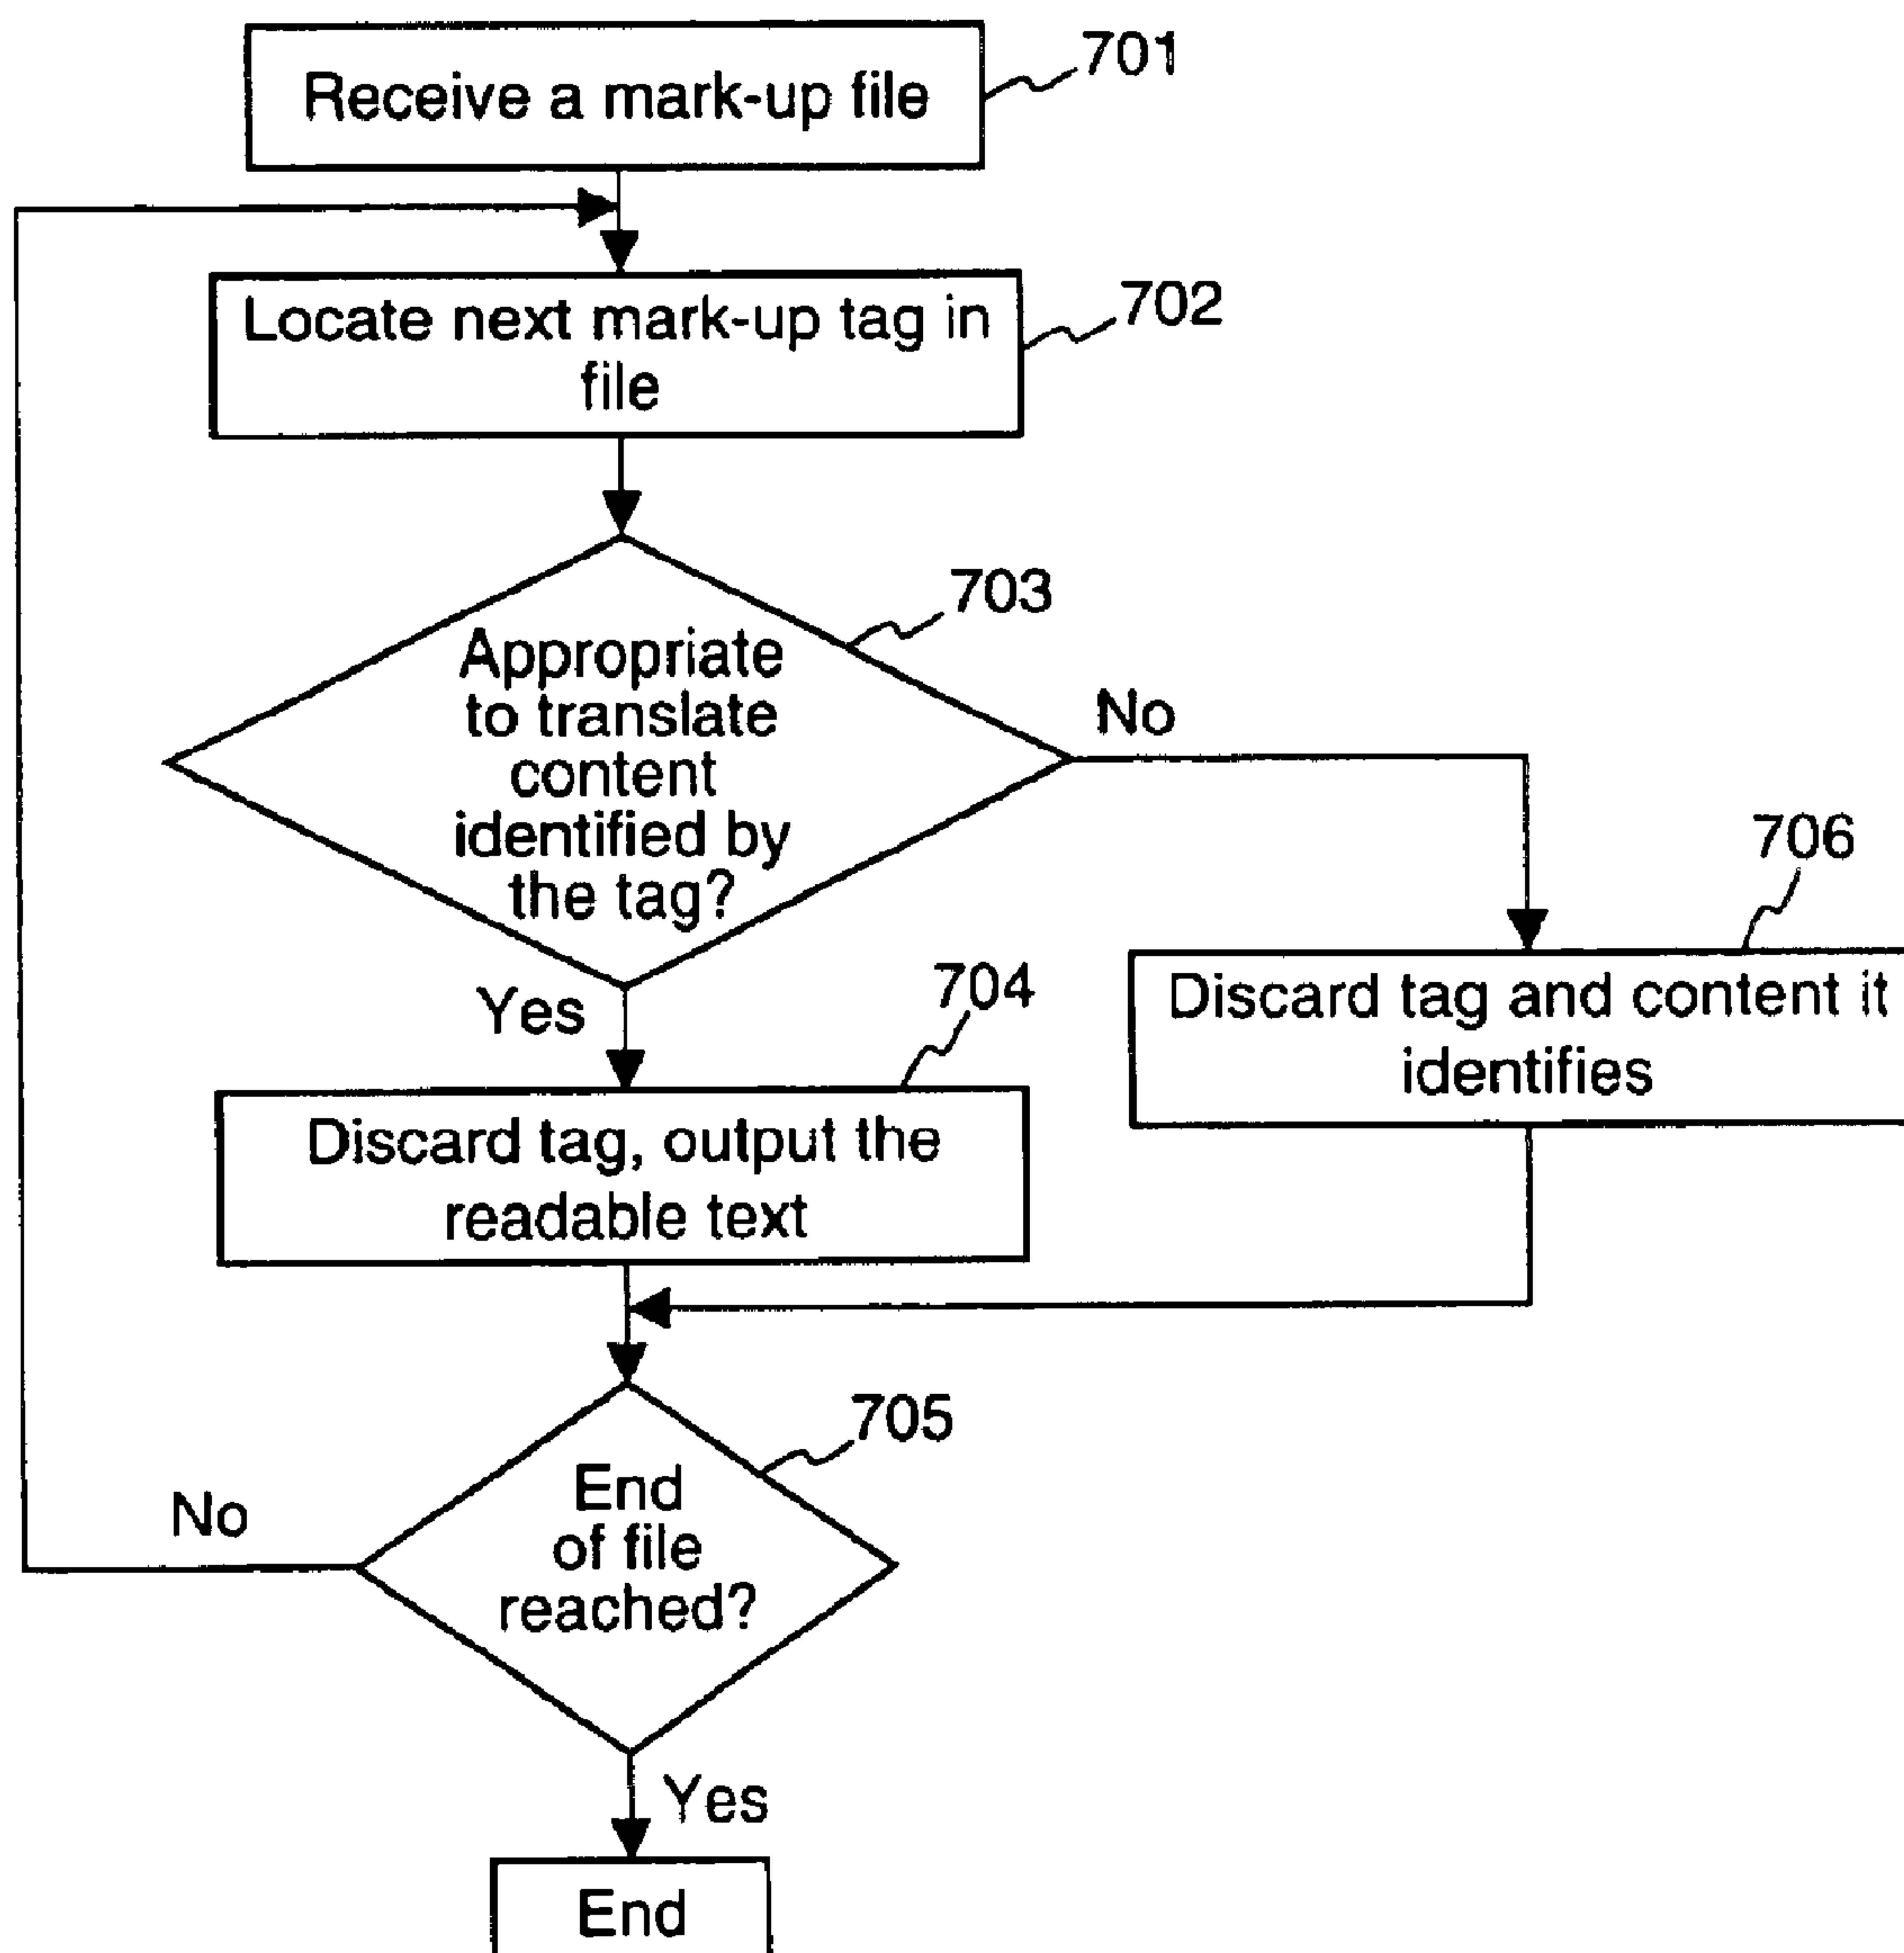 Receive a mark-up file
701
Locate next mark-up tag in
file
702
Appropriate
to translate
content
identified by
the tag?
703
No
706
Discard tag and content it
identifies
Yes
704
Discard tag, output the
readable text
705
End
of file
reached?
No
Yes
End